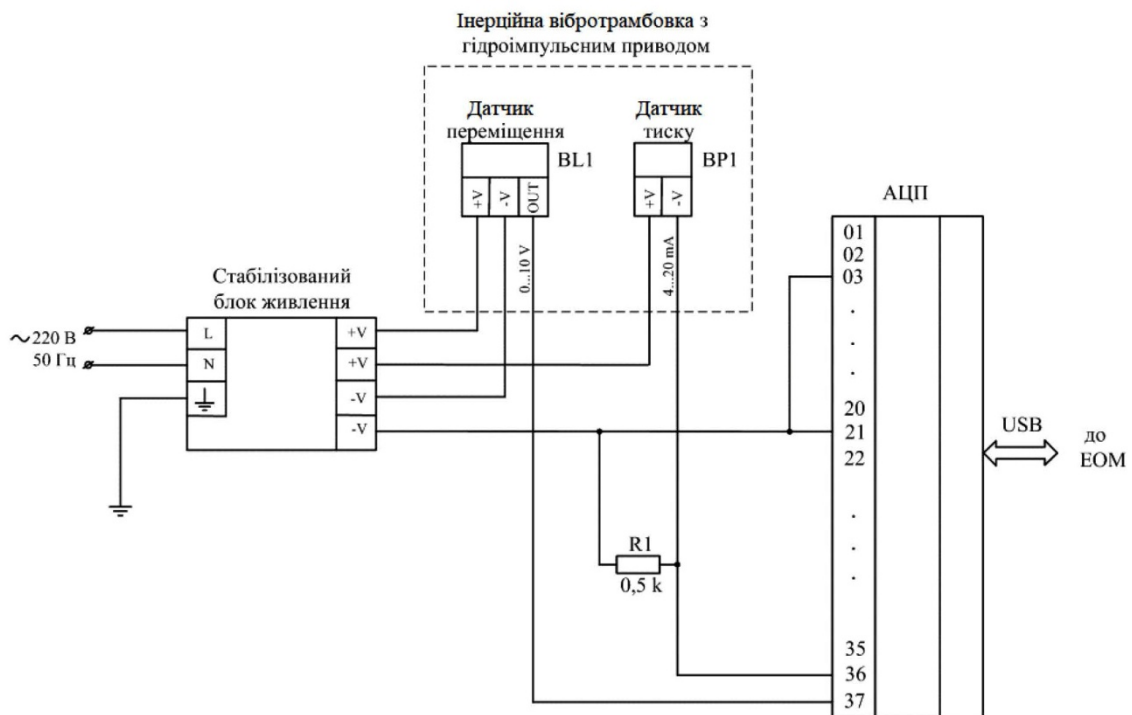 Інерційна вібротрамбовка з
гідроімпульсним приводом
Датчик
переміщення
BL1
+V
-V
OUT
0...10 V
Датчик
тиску
BP1
+V
-V
4...20 mA
АЦП
01
02
03
.
.
.
20
21
22
.
.
.
35
36
37
Стабілізований
блок живлення
L
N
+V
+V
-V
-V
~220 В
50 Гц
R1
0,5 k
USB
до
ЕОМ